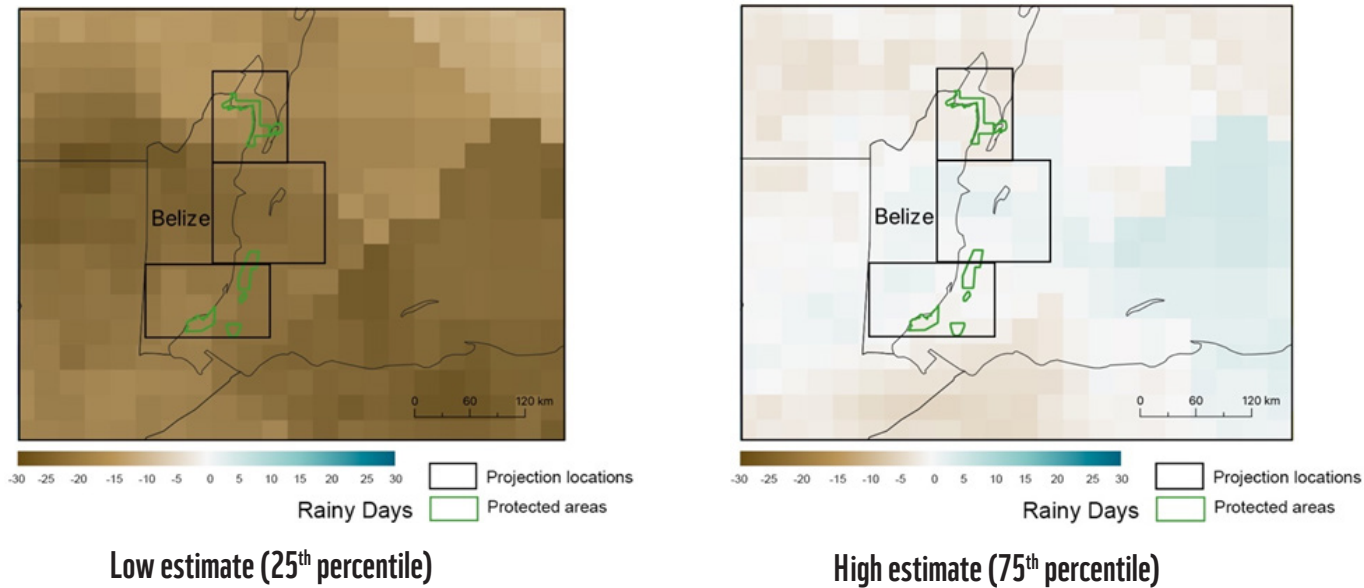 Belize
0 60 120 km
-30 -25 -20 -15 -10 -5 0 5 10 15 20 25 30
Rainy Days
Projection locations
Protected areas
Low estimate (25th percentile)
Belize
0 60 120 km
-30 -25 -20 -15 -10 -5 0 5 10 15 20 25 30
Rainy Days
Projection locations
Protected areas
High estimate (75th percentile)